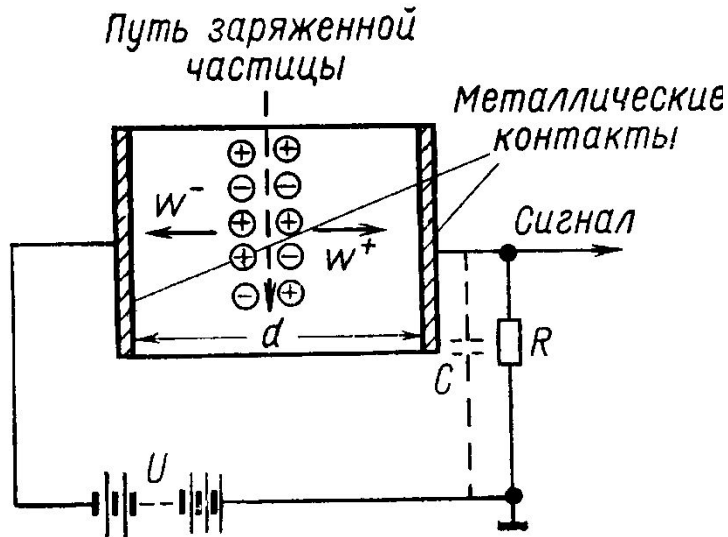 Путь заряженной
частицы
Металлические
контакты
+ +
− −
w⁻
+ +
w⁺
Сигнал
+ −
− +
d
C
R
U